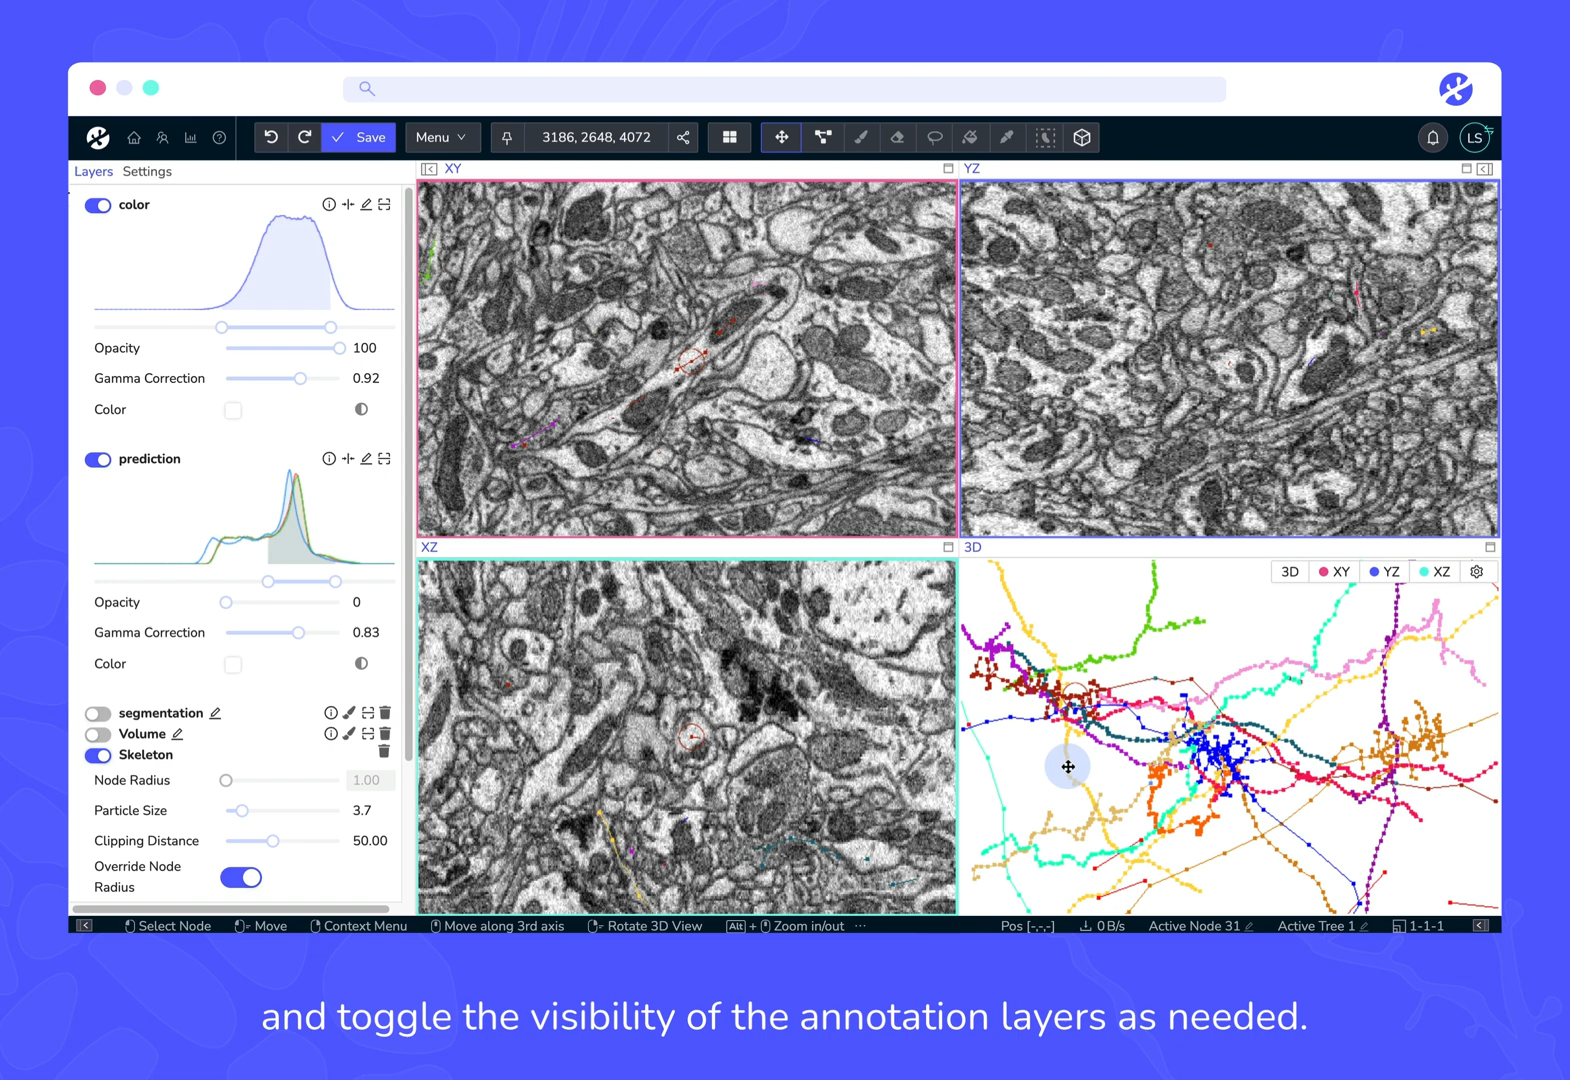 Save
Menu
3186, 2648, 4072
LS
Layers
Settings
XY
YZ
color
Opacity
100
Gamma Correction
0.92
Color
prediction
Opacity
0
Gamma Correction
0.83
Color
segmentation
Volume
Skeleton
Node Radius
1.00
Particle Size
3.7
Clipping Distance
50.00
Override Node
Radius
XZ
3D
3D
XY
YZ
XZ
Select Node
Move
Context Menu
Move along 3rd axis
Rotate 3D View
Alt + Zoom in/out
...
Pos [-,-,-]
0 B/s
Active Node 31
Active Tree 1
1-1-1
and toggle the visibility of the annotation layers as needed.